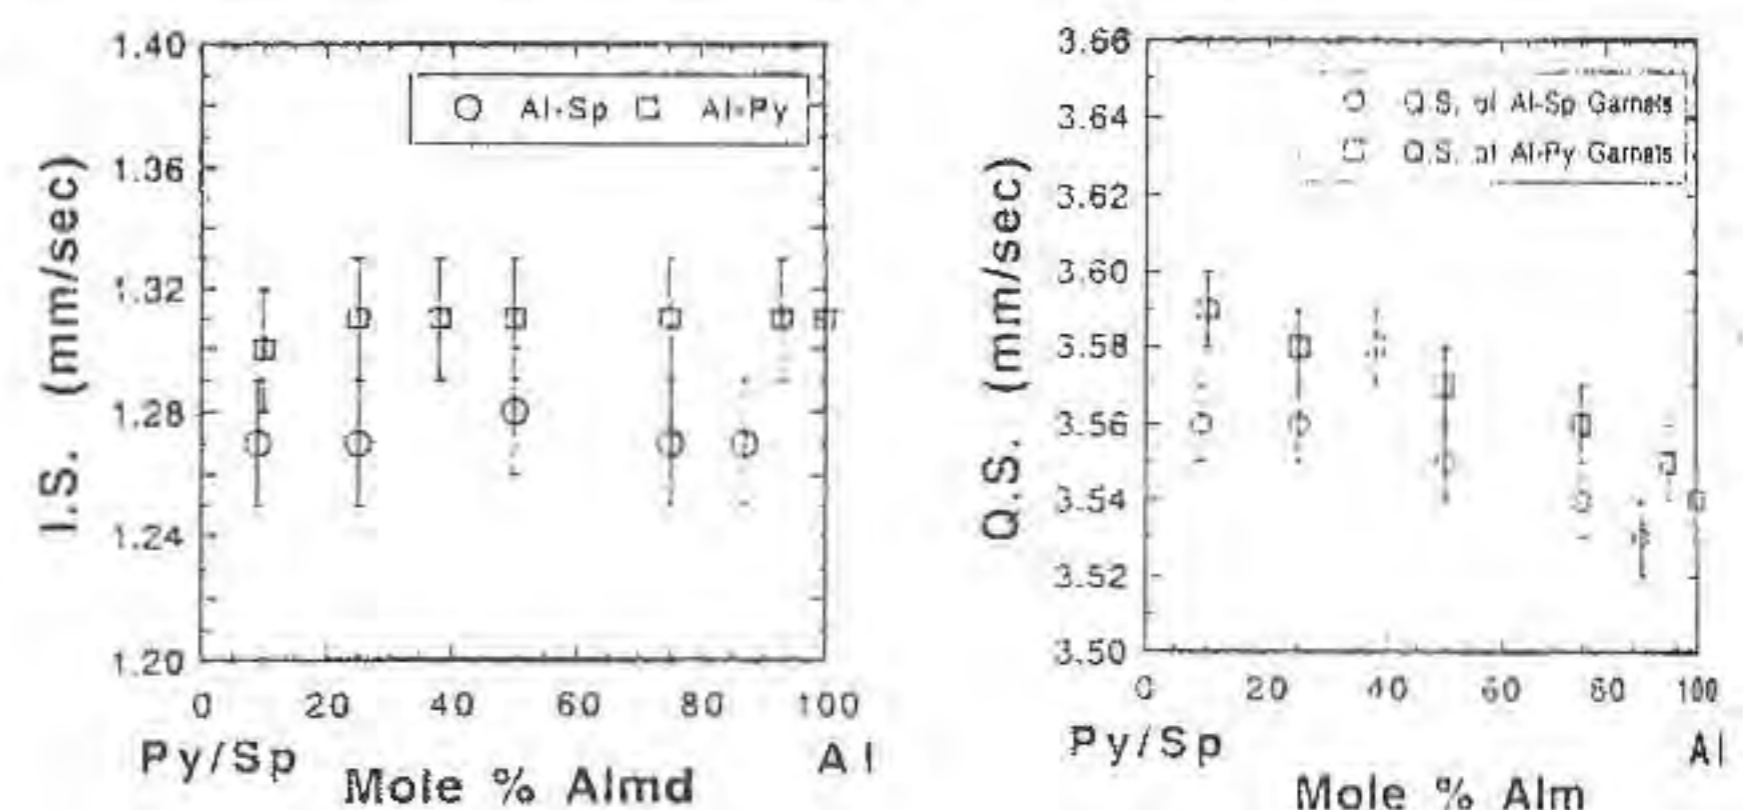 1.40
1.36
1.32
1.28
1.24
1.20
I.S. (mm/sec)
Al-Sp Al-Py
0 20 40 60 80 100
Py/Sp Al
Mole % Almd
3.66
3.64
3.62
3.60
3.58
3.56
3.54
3.52
3.50
Q.S. (mm/sec)
Q.S. of Al-Sp Garnets
Q.S. of Al-Py Garnets
0 20 40 60 80 100
Py/Sp Al
Mole % Alm